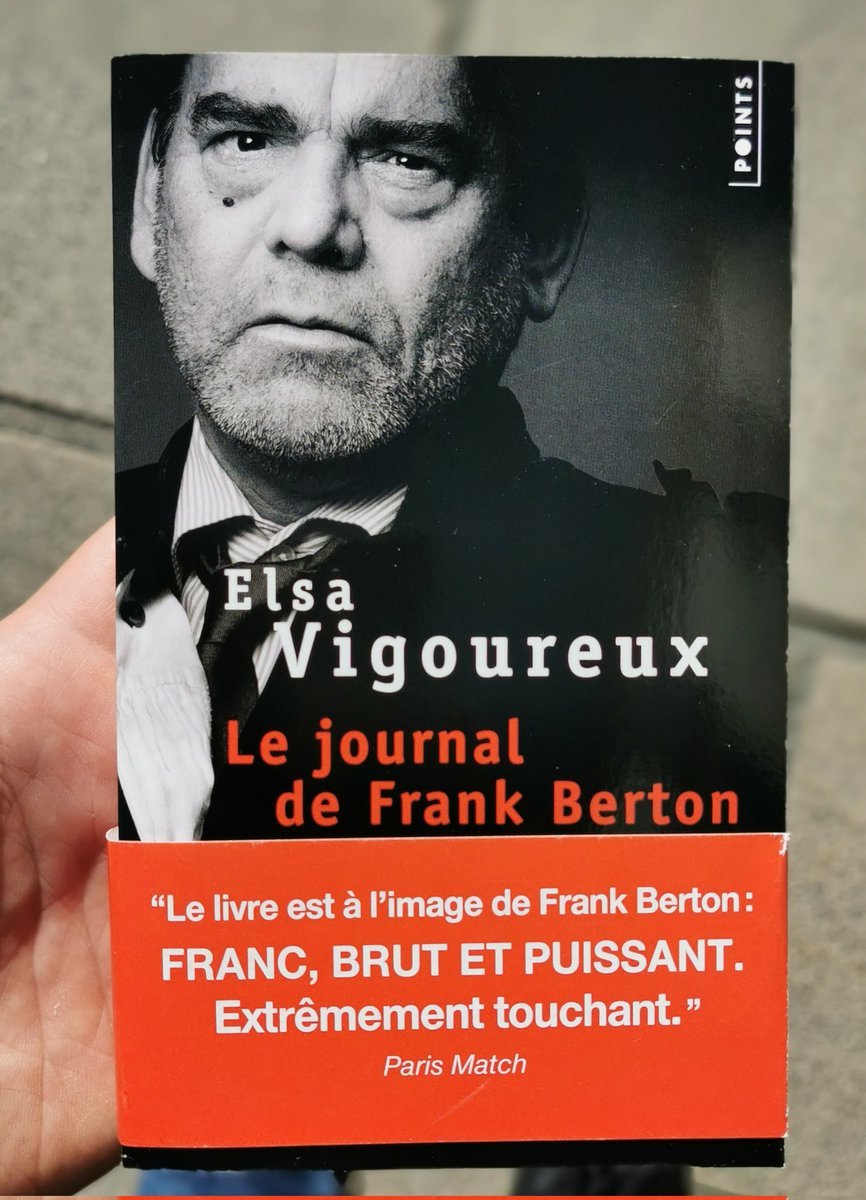 POINTS
Elsa
Vigoureux
Le journal
de Frank Berton
“Le livre est à l’image de Frank Berton :
FRANC, BRUT ET PUISSANT.
Extrêmement touchant.”
Paris Match